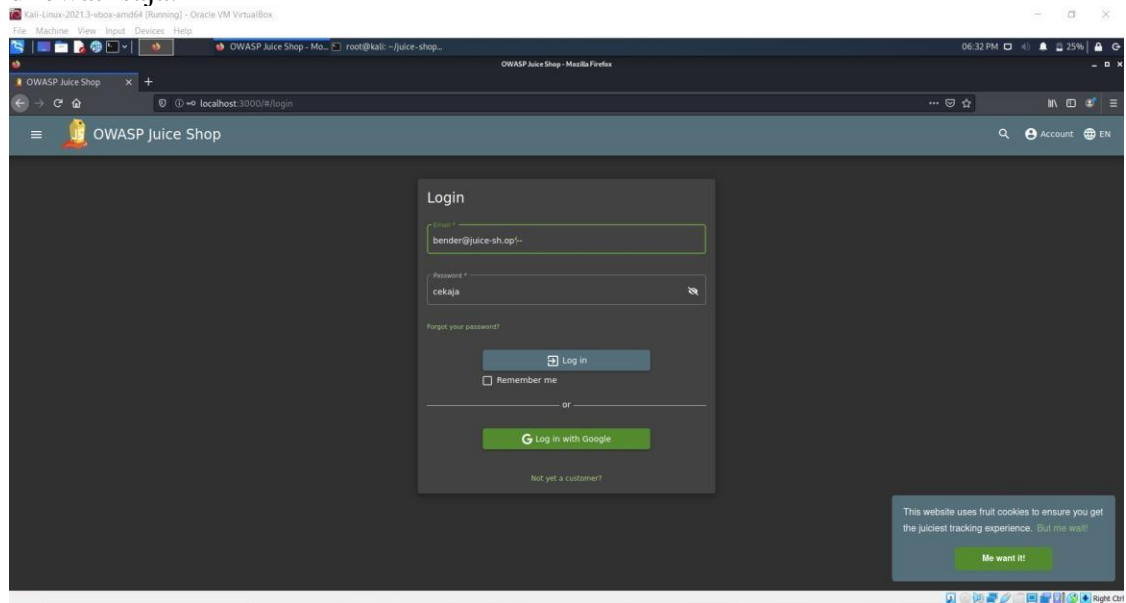 Kali-Linux-2021.3-vbox-amd64 [Running] - Oracle VM VirtualBox
File Machine View Input Devices Help
OWASP Juice Shop - Mo... root@kali: ~/juice-shop... 06:32 PM 25%
OWASP Juice Shop - Mozilla Firefox
OWASP Juice Shop
localhost:3000/#/login
OWASP Juice Shop Account EN
Login
Email *
bender@juice-sh.op'--
Password *
cekaja
Forgot your password?
Log in
Remember me
or
G Log in with Google
Not yet a customer?
This website uses fruit cookies to ensure you get
the juiciest tracking experience. But me wait!
Me want it!
Right Ctrl